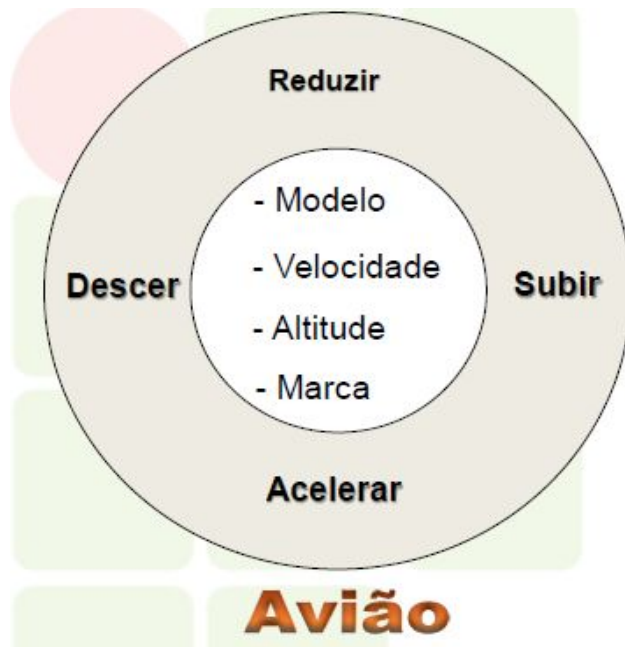 Reduzir
- Modelo
- Velocidade
Descer
Subir
- Altitude
- Marca
Acelerar
Avião